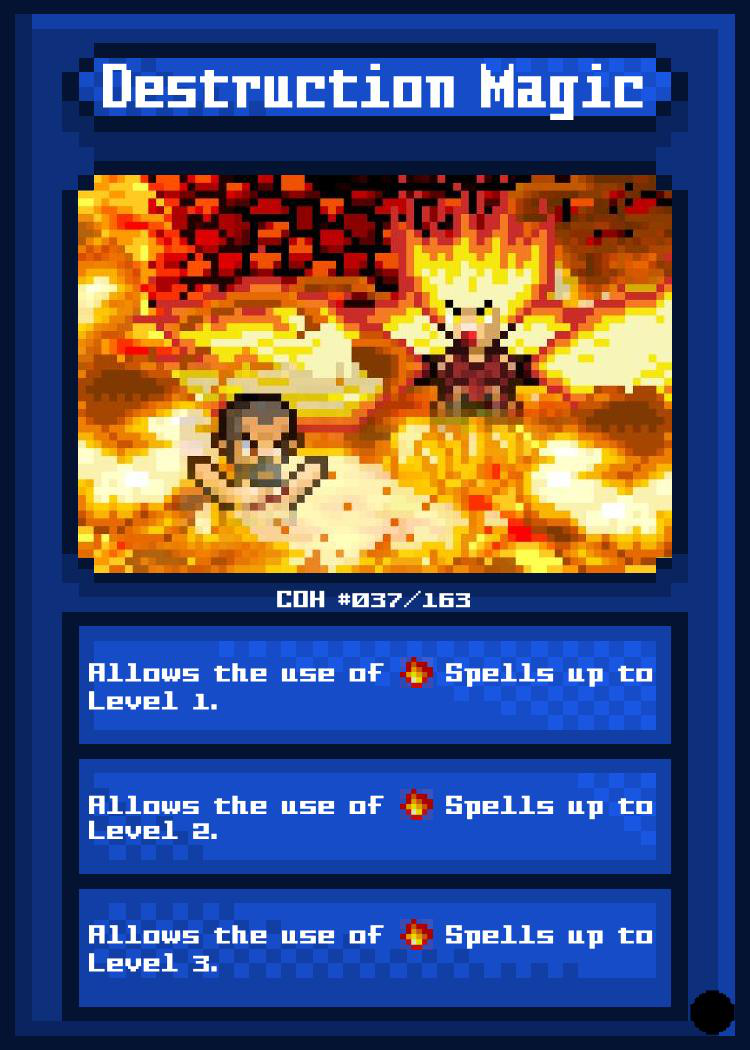 Destruction Magic
COH #037/163
Allows the use of Spells up to
Level 1.
Allows the use of Spells up to
Level 2.
Allows the use of Spells up to
Level 3.